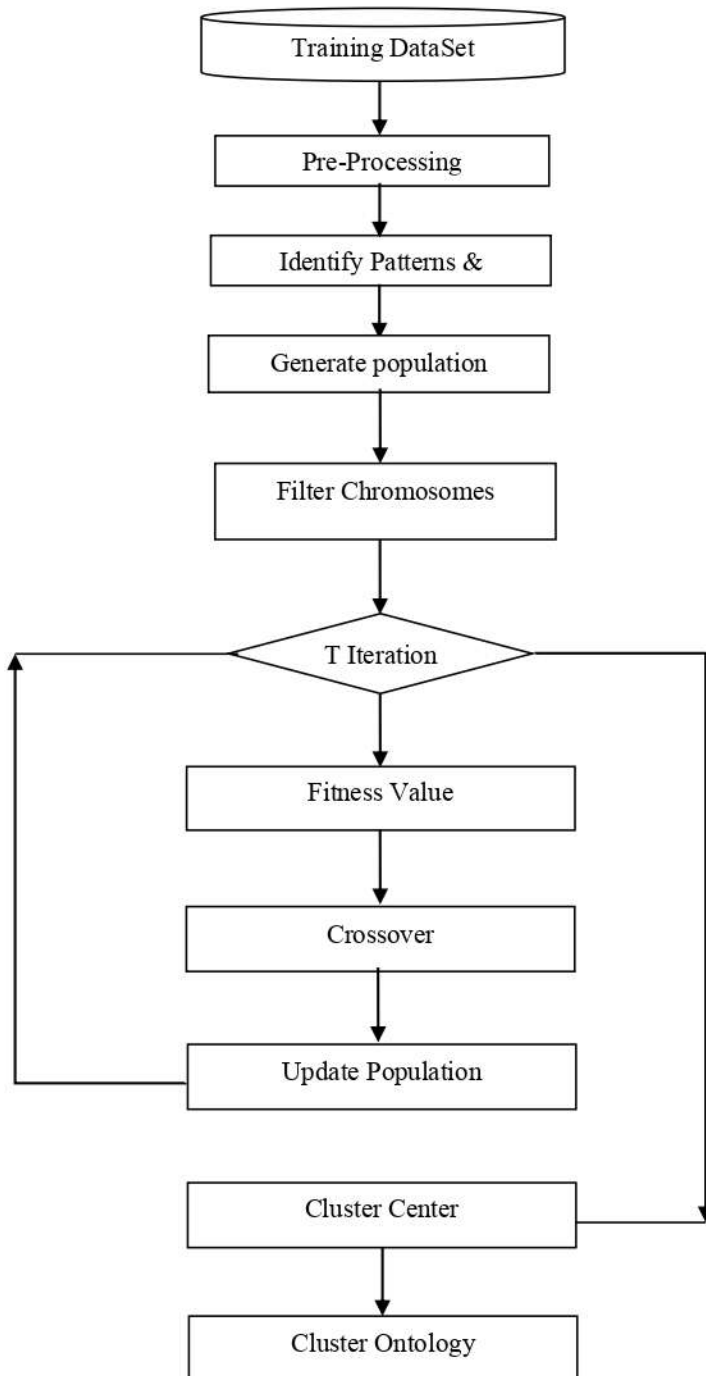 Training DataSet
Pre-Processing
Identify Patterns &
Generate population
Filter Chromosomes
T Iteration
Fitness Value
Crossover
Update Population
Cluster Center
Cluster Ontology